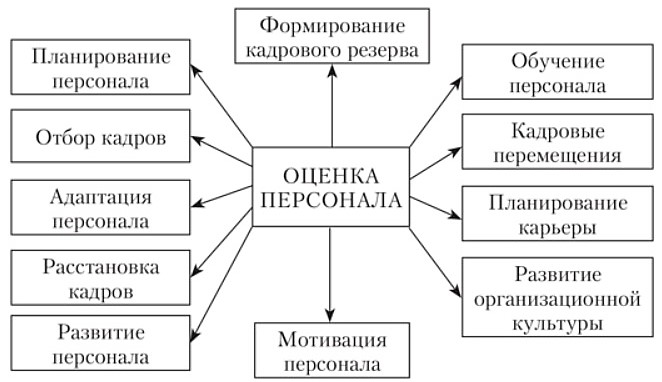 Формирование
кадрового резерва
Планирование
персонала
Отбор кадров
Адаптация
персонала
Расстановка
кадров
Развитие
персонала
ОЦЕНКА
ПЕРСОНАЛА
Мотивация
персонала
Обучение
персонала
Кадровые
перемещения
Планирование
карьеры
Развитие
организационной
культуры